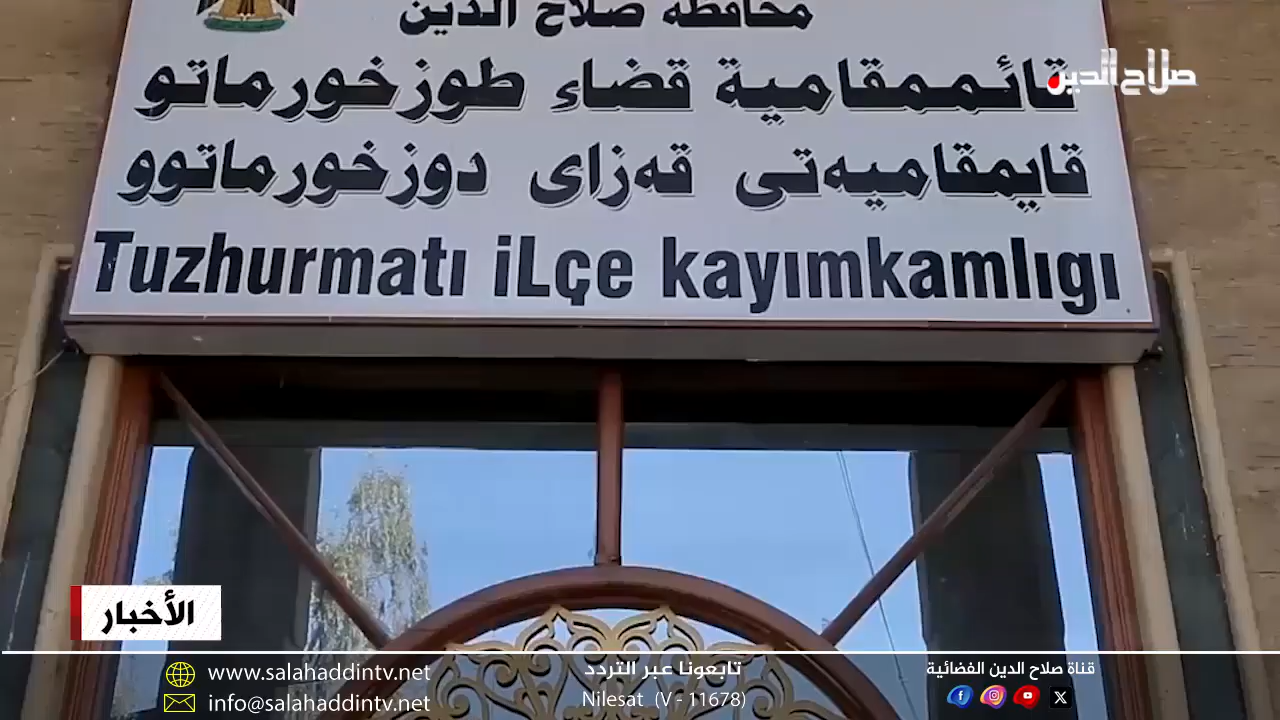 محافظة صلاح الدين
قائممقامية قضاء طوزخورماتو
قایمقامیەتی قەزای دوزخورماتوو
Tuzhurmatı iLçe kayımkamlıgı
صلاح الدين
الأخبار
www.salahaddintv.net
info@salahaddintv.net
تابعونا عبر التردد
Nilesat (V - 11678)
قناة صلاح الدين الفضائية